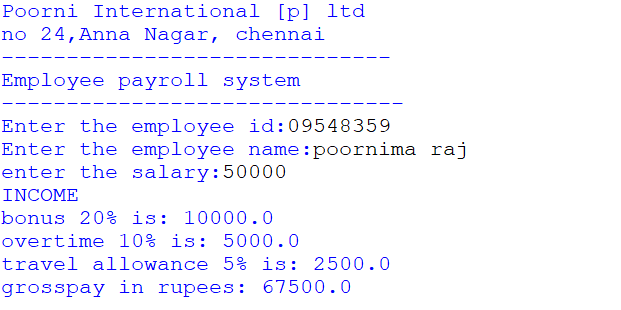 Poorni International [p] ltd
no 24,Anna Nagar, chennai
------------------------------
Employee payroll system
-------------------------------
Enter the employee id:09548359
Enter the employee name:poornima raj
enter the salary:50000
INCOME
bonus 20% is: 10000.0
overtime 10% is: 5000.0
travel allowance 5% is: 2500.0
grosspay in rupees: 67500.0